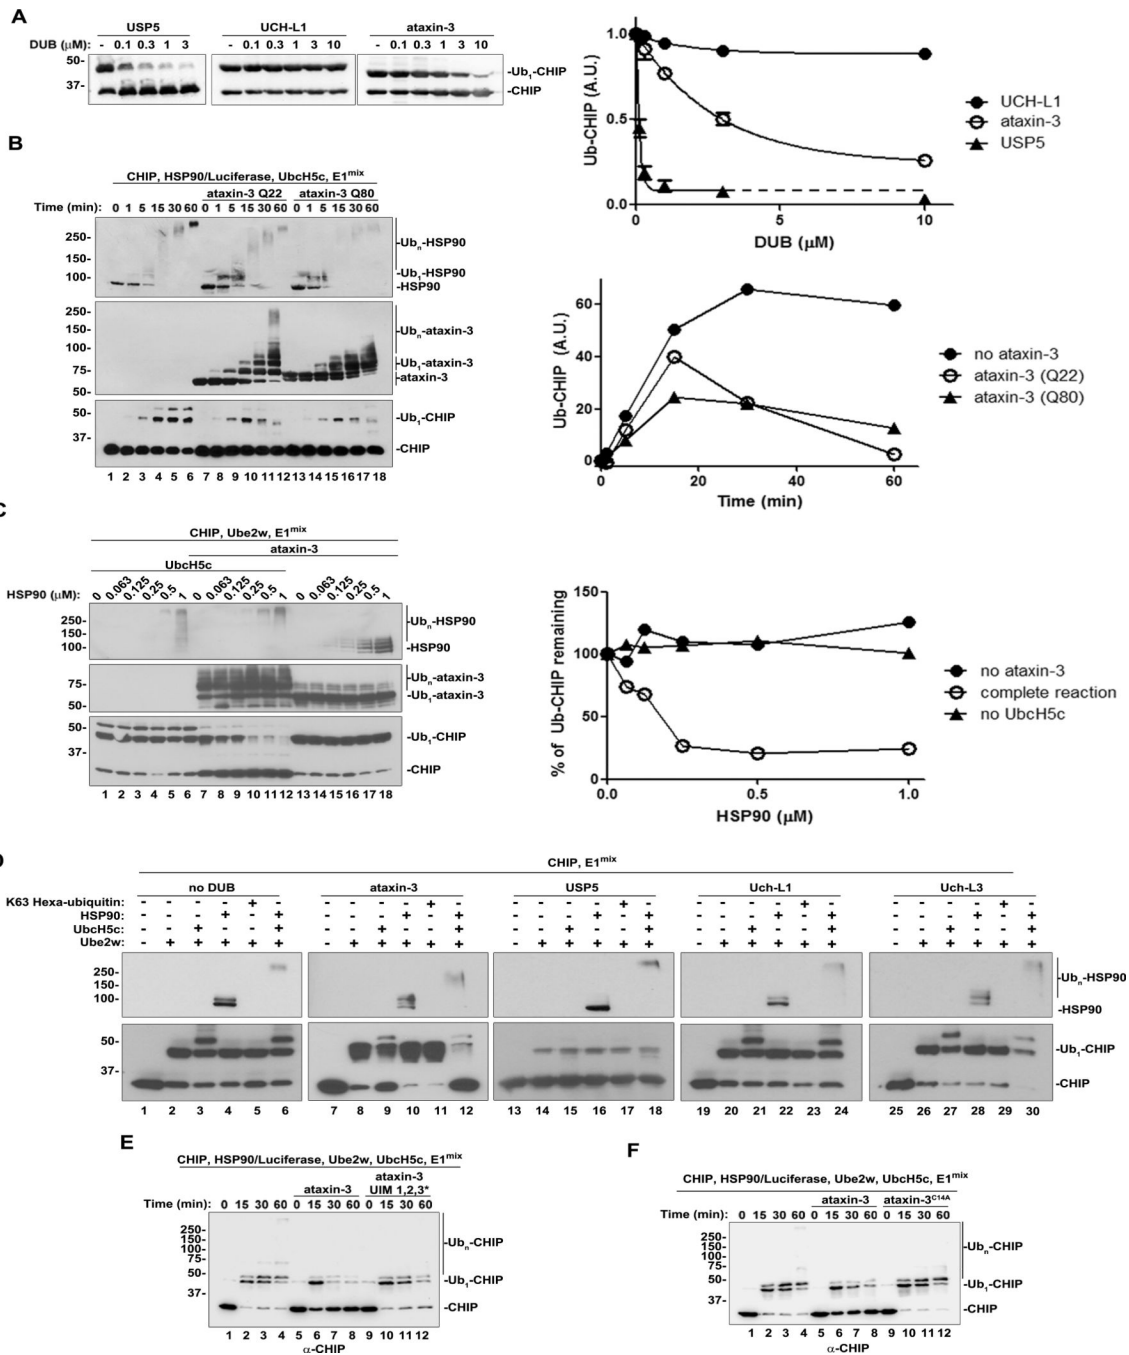 A
USP5
UCH-L1
ataxin-3
DUB (µM): - 0.1 0.3 1 3 - 0.1 0.3 1 3 10 - 0.1 0.3 1 3 10
50-
37-
-Ub1-CHIP
-CHIP
Ub-CHIP (A.U.)
1.0
0.5
0.0
0 5 10
DUB (µM)
UCH-L1
ataxin-3
USP5
B
CHIP, HSP90/Luciferase, UbcH5c, E1mix
ataxin-3 Q22 ataxin-3 Q80
Time (min): 0 1 5 15 30 60 0 1 5 15 30 60 0 1 5 15 30 60
250-
150-
100-
-Ubn-HSP90
-Ub1-HSP90
-HSP90
250-
150-
100-
75-
50-
-Ubn-ataxin-3
-Ub1-ataxin-3
-ataxin-3
50-
37-
-Ub1-CHIP
-CHIP
1 2 3 4 5 6 7 8 9 10 11 12 13 14 15 16 17 18
Ub-CHIP (A.U.)
60
40
20
0
0 20 40 60
Time (min)
no ataxin-3
ataxin-3 (Q22)
ataxin-3 (Q80)
CHIP, Ube2w, E1mix
ataxin-3
UbcH5c
HSP90 (µM): 0 0.063 0.125 0.25 0.5 1 0 0.063 0.125 0.25 0.5 1 0 0.063 0.125 0.25 0.5 1
250-
150-
100-
-Ubn-HSP90
-HSP90
75-
50-
-Ubn-ataxin-3
-Ub1-ataxin-3
50-
37-
-Ub1-CHIP
-CHIP
1 2 3 4 5 6 7 8 9 10 11 12 13 14 15 16 17 18
% of Ub-CHIP remaining
150
100
50
0
0.0 0.5 1.0
HSP90 (µM)
no ataxin-3
complete reaction
no UbcH5c
CHIP, E1mix
no DUB ataxin-3 USP5 Uch-L1 Uch-L3
K63 Hexa-ubiquitin: - - - - + - - - - - + - - - - - + - - - - - + - - - - - + -
HSP90: - - - + - + - - - + - + - - - + - + - - - + - + - - - + - +
UbcH5c: - - + - - + - - + - - + - - + - - + - - + - - + - - + - - +
Ube2w: - + + + + + - + + + + + - + + + + + - + + + + + - + + + + +
250-
150-
100-
-Ubn-HSP90
-HSP90
50-
37-
-Ub1-CHIP
-CHIP
1 2 3 4 5 6 7 8 9 10 11 12 13 14 15 16 17 18 19 20 21 22 23 24 25 26 27 28 29 30
E
CHIP, HSP90/Luciferase, Ube2w, UbcH5c, E1mix
ataxin-3
ataxin-3 UIM 1,2,3*
Time (min): 0 15 30 60 0 15 30 60 0 15 30 60
250-
150-
100-
75-
50-
37-
-Ubn-CHIP
-Ub1-CHIP
-CHIP
1 2 3 4 5 6 7 8 9 10 11 12
α-CHIP
F
CHIP, HSP90/Luciferase, Ube2w, UbcH5c, E1mix
ataxin-3 ataxin-3C14A
Time (min): 0 15 30 60 0 15 30 60 0 15 30 60
250-
150-
100-
75-
50-
37-
-Ubn-CHIP
-Ub1-CHIP
-CHIP
1 2 3 4 5 6 7 8 9 10 11 12
α-CHIP